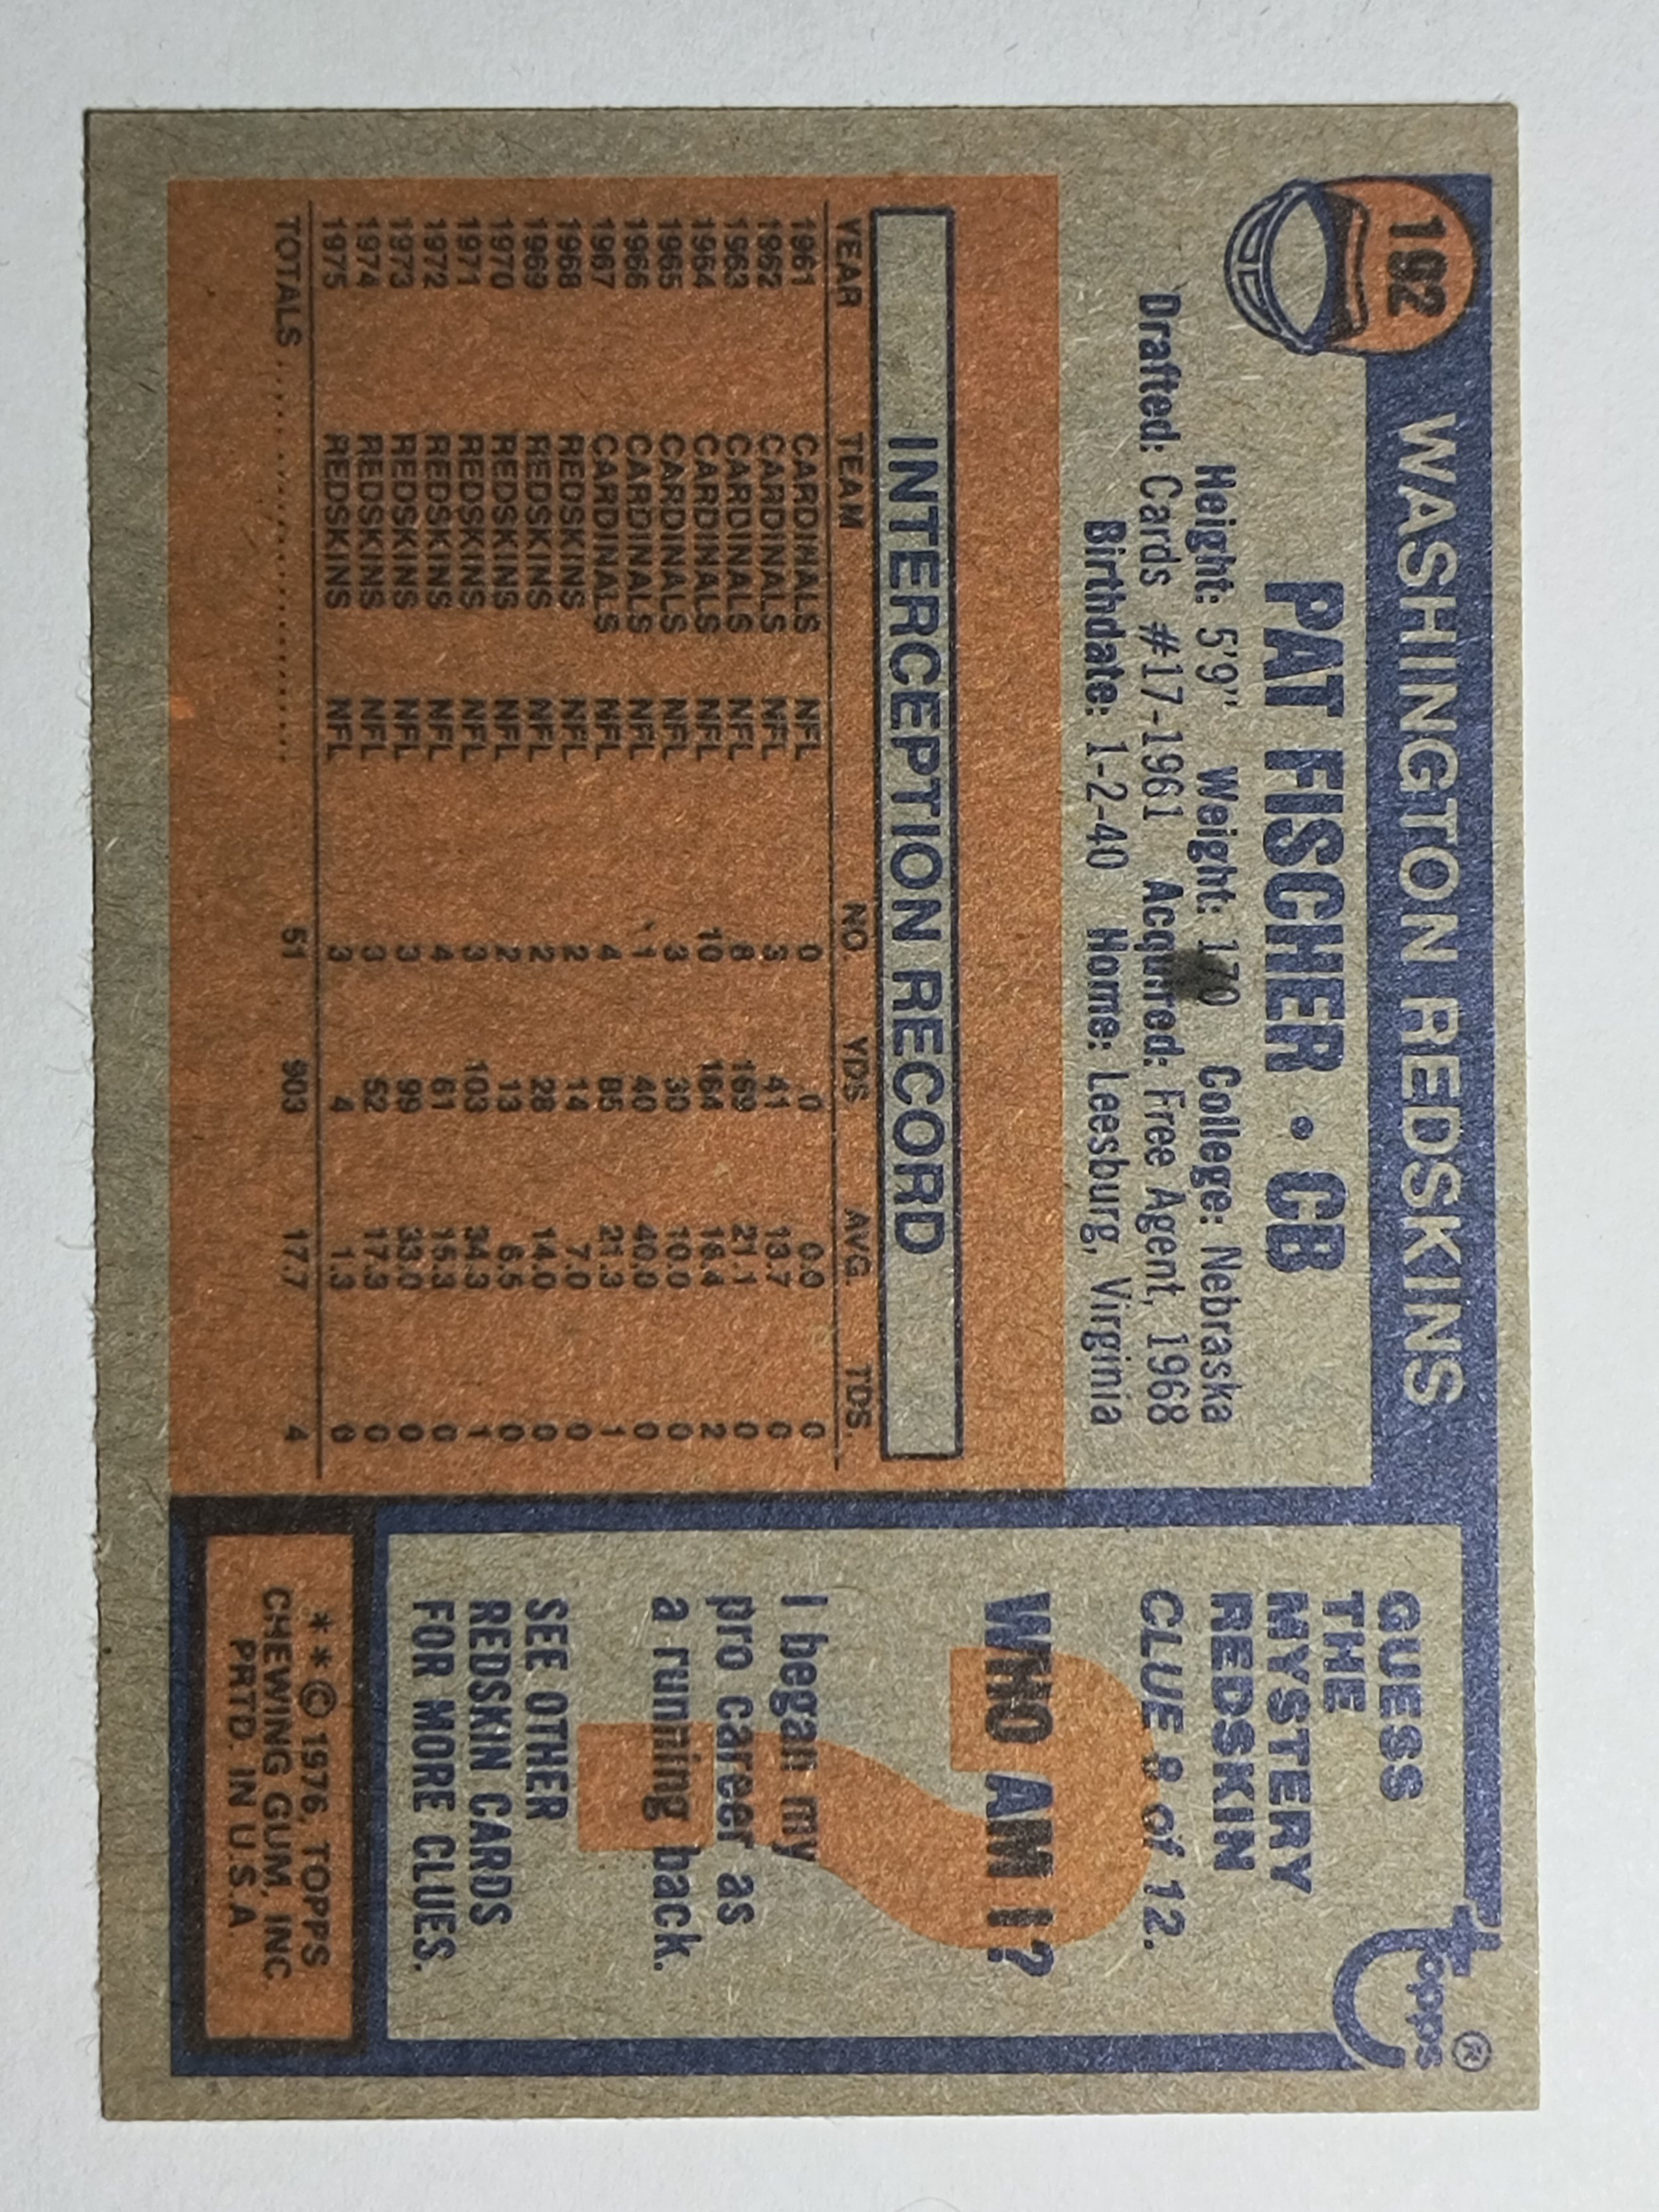 192
WASHINGTON REDSKINS
PAT FISCHER • CB
Height: 5'9" Weight: 170 College: Nebraska
Drafted: Cards #17-1961 Acquired: Free Agent, 1968
Birthdate: 1-2-40 Home: Leesburg, Virginia
INTERCEPTION RECORD
YEAR TEAM NO. YDS. AVG. TDS.
1961 CARDINALS NFL 0 0 0.0 0
1962 CARDINALS NFL 3 41 13.7 0
1963 CARDINALS NFL 8 169 21.1 0
1964 CARDINALS NFL 10 164 16.4 2
1965 CARDINALS NFL 3 30 10.0 0
1966 CARDINALS NFL 1 40 40.0 0
1967 CARDINALS NFL 4 85 21.3 1
1968 REDSKINS NFL 2 14 7.0 0
1969 REDSKINS NFL 2 28 14.0 0
1970 REDSKINS NFL 2 13 6.5 0
1971 REDSKINS NFL 3 103 34.3 1
1972 REDSKINS NFL 4 61 15.3 0
1973 REDSKINS NFL 3 99 33.0 0
1974 REDSKINS NFL 3 52 17.3 0
1975 REDSKINS NFL 3 4 1.3 0
TOTALS .......................... 51 903 17.7 4
topps®
GUESS
THE
MYSTERY
REDSKIN
CLUE 8 of 12.
WHO AM I?
I began my
pro career as
a running back.
SEE OTHER
REDSKIN CARDS
FOR MORE CLUES.
**© 1976, TOPPS
CHEWING GUM, INC.
PRTD. IN U.S.A.